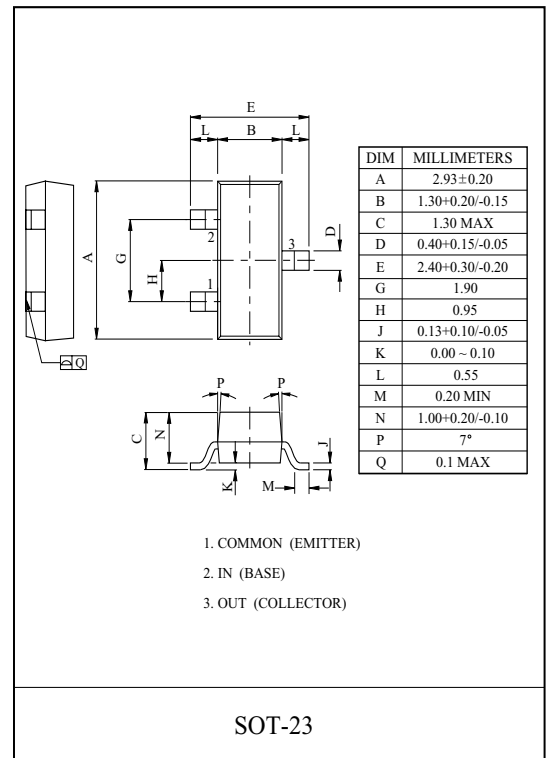 E
L B L
A
G
H
D
2
3
1
D Q
P P
C
N
K
M
J
DIM MILLIMETERS
A 2.93±0.20
B 1.30+0.20/-0.15
C 1.30 MAX
D 0.40+0.15/-0.05
E 2.40+0.30/-0.20
G 1.90
H 0.95
J 0.13+0.10/-0.05
K 0.00 ~ 0.10
L 0.55
M 0.20 MIN
N 1.00+0.20/-0.10
P 7°
Q 0.1 MAX
1. COMMON (EMITTER)
2. IN (BASE)
3. OUT (COLLECTOR)
SOT-23